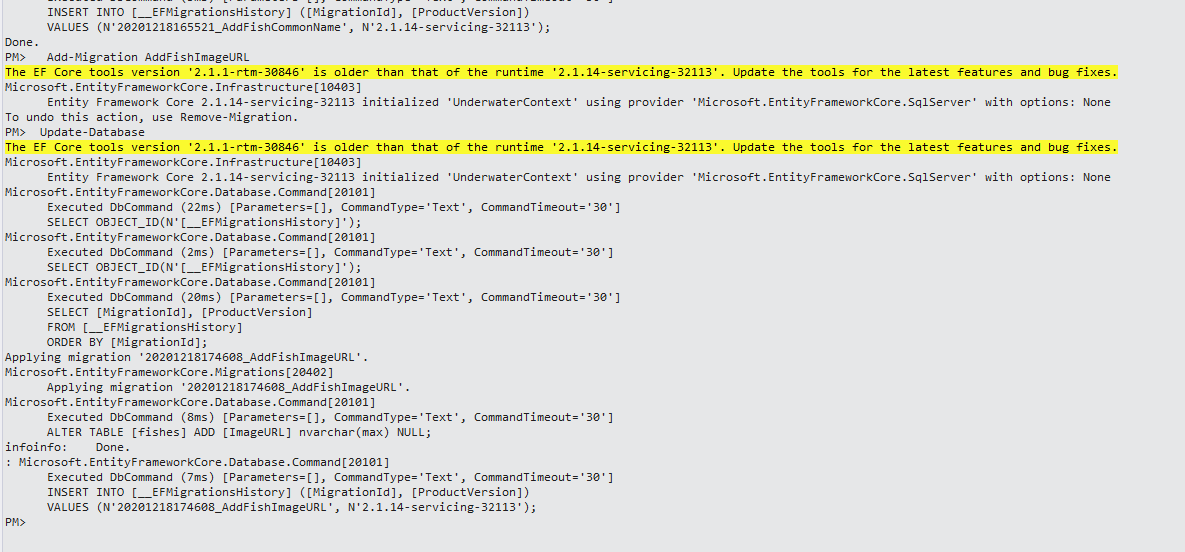 INSERT INTO [__EFMigrationsHistory] ([MigrationId], [ProductVersion])
VALUES (N'20201218165521_AddFishCommonName', N'2.1.14-servicing-32113');
Done.
PM> Add-Migration AddFishImageURL
The EF Core tools version '2.1.1-rtm-30846' is older than that of the runtime '2.1.14-servicing-32113'. Update the tools for the latest features and bug fixes.
Microsoft.EntityFrameworkCore.Infrastructure[10403]
Entity Framework Core 2.1.14-servicing-32113 initialized 'UnderwaterContext' using provider 'Microsoft.EntityFrameworkCore.SqlServer' with options: None
To undo this action, use Remove-Migration.
PM> Update-Database
The EF Core tools version '2.1.1-rtm-30846' is older than that of the runtime '2.1.14-servicing-32113'. Update the tools for the latest features and bug fixes.
Microsoft.EntityFrameworkCore.Infrastructure[10403]
Entity Framework Core 2.1.14-servicing-32113 initialized 'UnderwaterContext' using provider 'Microsoft.EntityFrameworkCore.SqlServer' with options: None
Microsoft.EntityFrameworkCore.Database.Command[20101]
Executed DbCommand (22ms) [Parameters=[], CommandType='Text', CommandTimeout='30']
SELECT OBJECT_ID(N'[__EFMigrationsHistory]');
Microsoft.EntityFrameworkCore.Database.Command[20101]
Executed DbCommand (2ms) [Parameters=[], CommandType='Text', CommandTimeout='30']
SELECT OBJECT_ID(N'[__EFMigrationsHistory]');
Microsoft.EntityFrameworkCore.Database.Command[20101]
Executed DbCommand (20ms) [Parameters=[], CommandType='Text', CommandTimeout='30']
SELECT [MigrationId], [ProductVersion]
FROM [__EFMigrationsHistory]
ORDER BY [MigrationId];
Applying migration '20201218174608_AddFishImageURL'.
Microsoft.EntityFrameworkCore.Migrations[20402]
Applying migration '20201218174608_AddFishImageURL'.
Microsoft.EntityFrameworkCore.Database.Command[20101]
Executed DbCommand (8ms) [Parameters=[], CommandType='Text', CommandTimeout='30']
ALTER TABLE [fishes] ADD [ImageURL] nvarchar(max) NULL;
infoinfo: Done.
: Microsoft.EntityFrameworkCore.Database.Command[20101]
Executed DbCommand (7ms) [Parameters=[], CommandType='Text', CommandTimeout='30']
INSERT INTO [__EFMigrationsHistory] ([MigrationId], [ProductVersion])
VALUES (N'20201218174608_AddFishImageURL', N'2.1.14-servicing-32113');
PM>